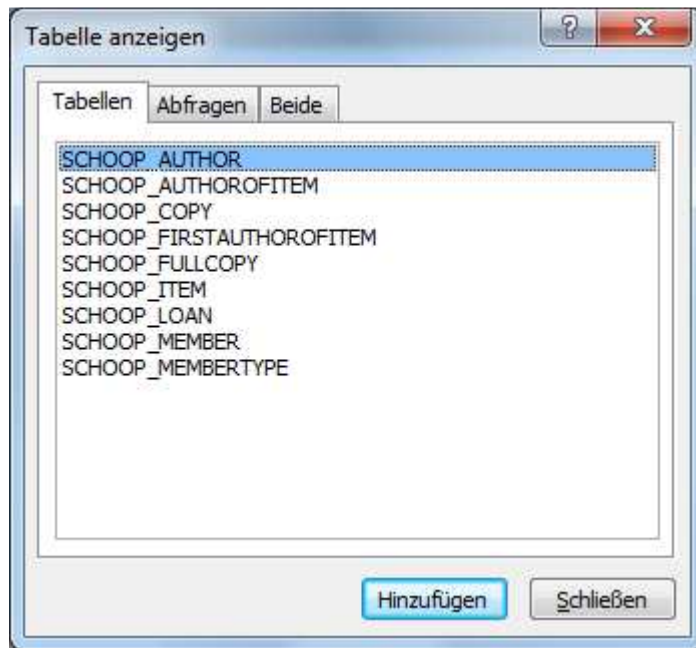 Tabelle anzeigen
Tabellen Abfragen Beide
SCHOOP_AUTHOR
SCHOOP_AUTHOROFITEM
SCHOOP_COPY
SCHOOP_FIRSTAUTHOROFITEM
SCHOOP_FULLCOPY
SCHOOP_ITEM
SCHOOP_LOAN
SCHOOP_MEMBER
SCHOOP_MEMBERTYPE
Hinzufügen Schließen